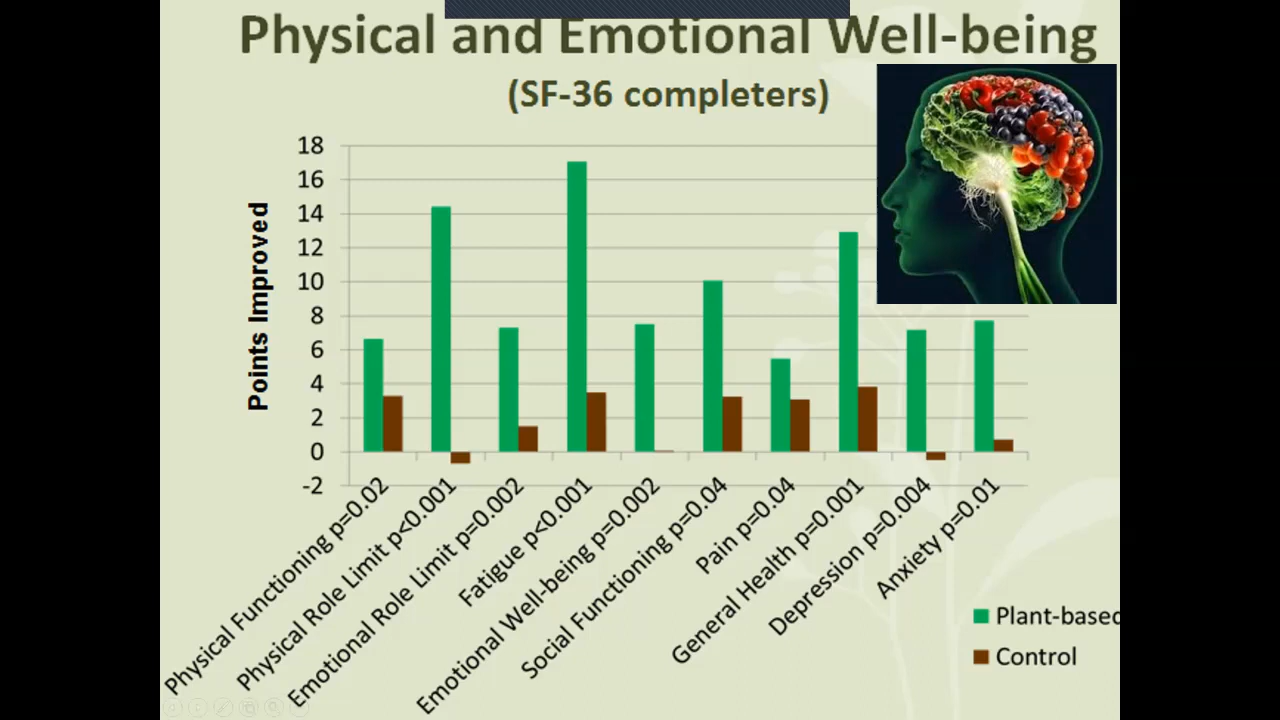 Physical and Emotional Well-being
(SF-36 completers)
Points Improved
18
16
14
12
10
8
6
4
2
0
-2
Physical Functioning p=0.02
Physical Role Limit p<0.001
Emotional Role Limit p=0.002
Fatigue p<0.001
Emotional Well-being p=0.002
Social Functioning p=0.04
Pain p=0.04
General Health p=0.001
Depression p=0.004
Anxiety p=0.01
Plant-based
Control